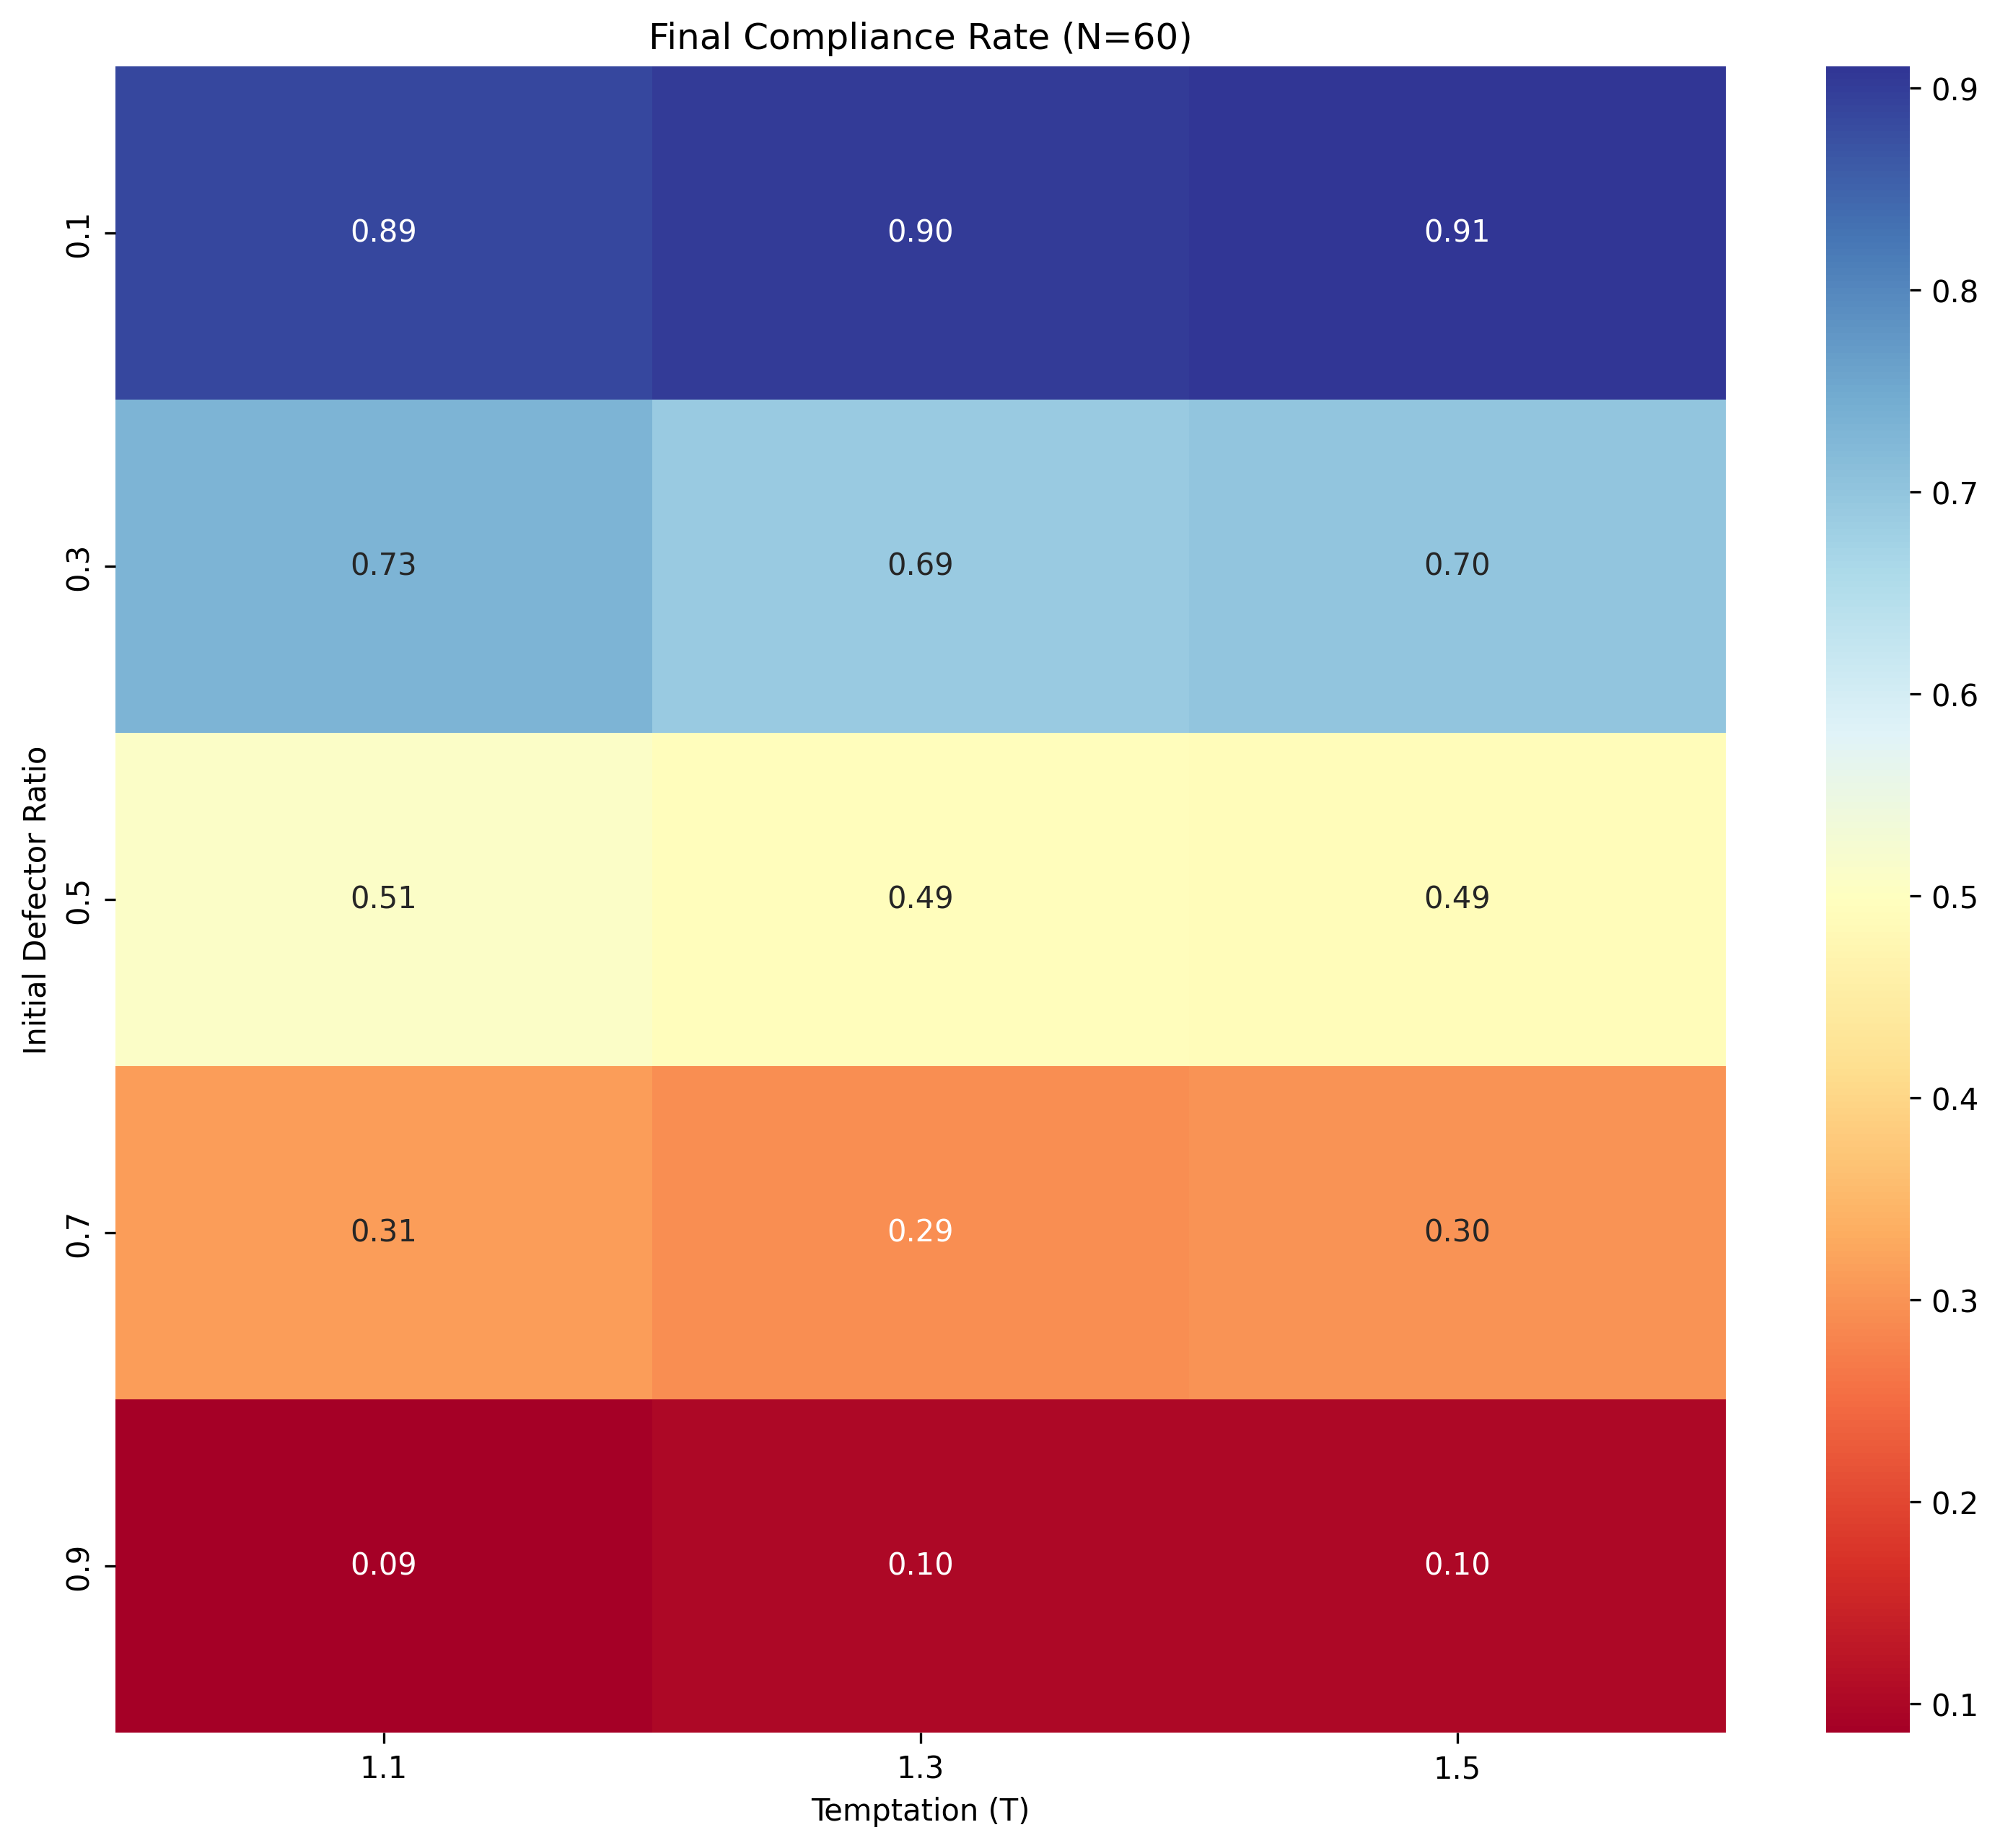 Final Compliance Rate (N=60)
Initial Defector Ratio
0.1
0.89 0.90 0.91
0.3
0.73 0.69 0.70
0.5
0.51 0.49 0.49
0.7
0.31 0.29 0.30
0.9
0.09 0.10 0.10
1.1 1.3 1.5
Temptation (T)
0.9
0.8
0.7
0.6
0.5
0.4
0.3
0.2
0.1